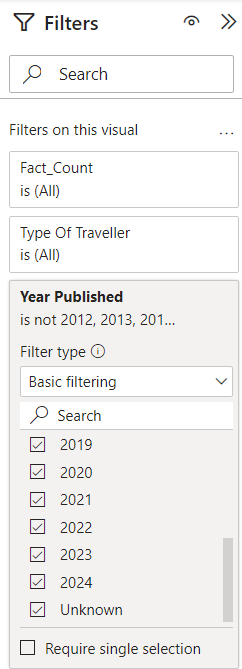 Filters
Search
Filters on this visual
...
Fact_Count
is (All)
Type Of Traveller
is (All)
Year Published
is not 2012, 2013, 201...
Filter type
Basic filtering
Search
2019
2020
2021
2022
2023
2024
Unknown
Require single selection